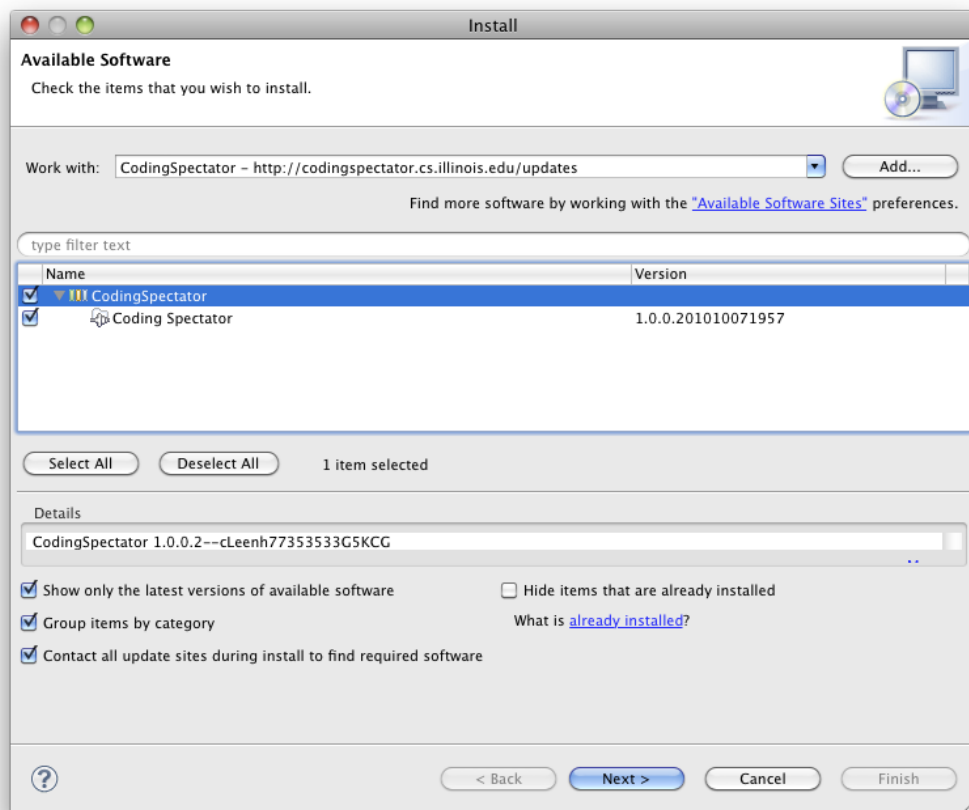 Install
Available Software
Check the items that you wish to install.
Work with: CodingSpectator – http://codingspectator.cs.illinois.edu/updates Add...
Find more software by working with the "Available Software Sites" preferences.
type filter text
Name Version
CodingSpectator
Coding Spectator 1.0.0.201010071957
Select All Deselect All 1 item selected
Details
CodingSpectator 1.0.0.2--cLeenh77353533G5KCG
Show only the latest versions of available software Hide items that are already installed
Group items by category What is already installed?
Contact all update sites during install to find required software
? < Back Next > Cancel Finish